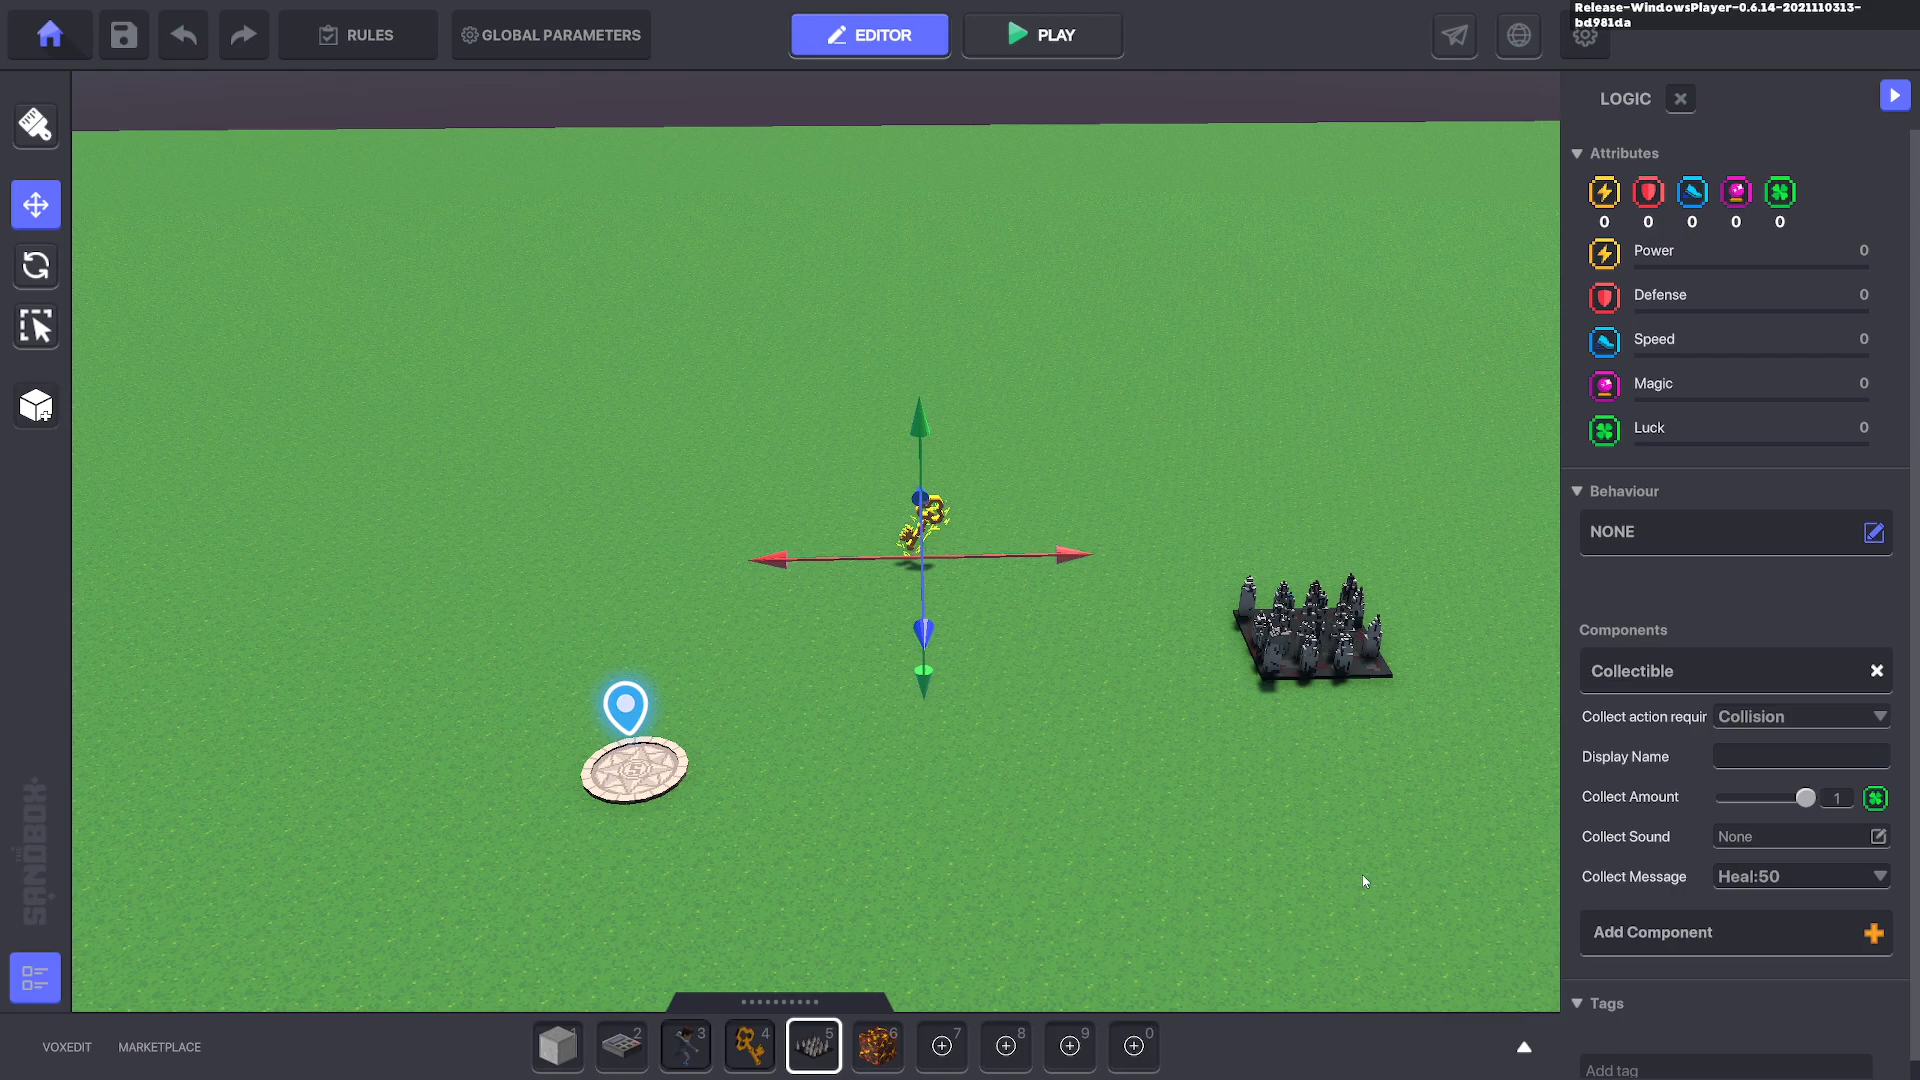 Release-WindowsPlayer-0.6.14-2021110313-
bd981da
RULES
GLOBAL PARAMETERS
EDITOR
PLAY
LOGIC
Attributes
0 0 0 0 0
Power 0
Defense 0
Speed 0
Magic 0
Luck 0
Behaviour
NONE
Components
Collectible
Collect action requir Collision
Display Name
Collect Amount 1
Collect Sound None
Collect Message Heal:50
Add Component
Tags
Add tag
THE SANDBOX
VOXEDIT MARKETPLACE
1 2 3 4 5 6 7 8 9 0